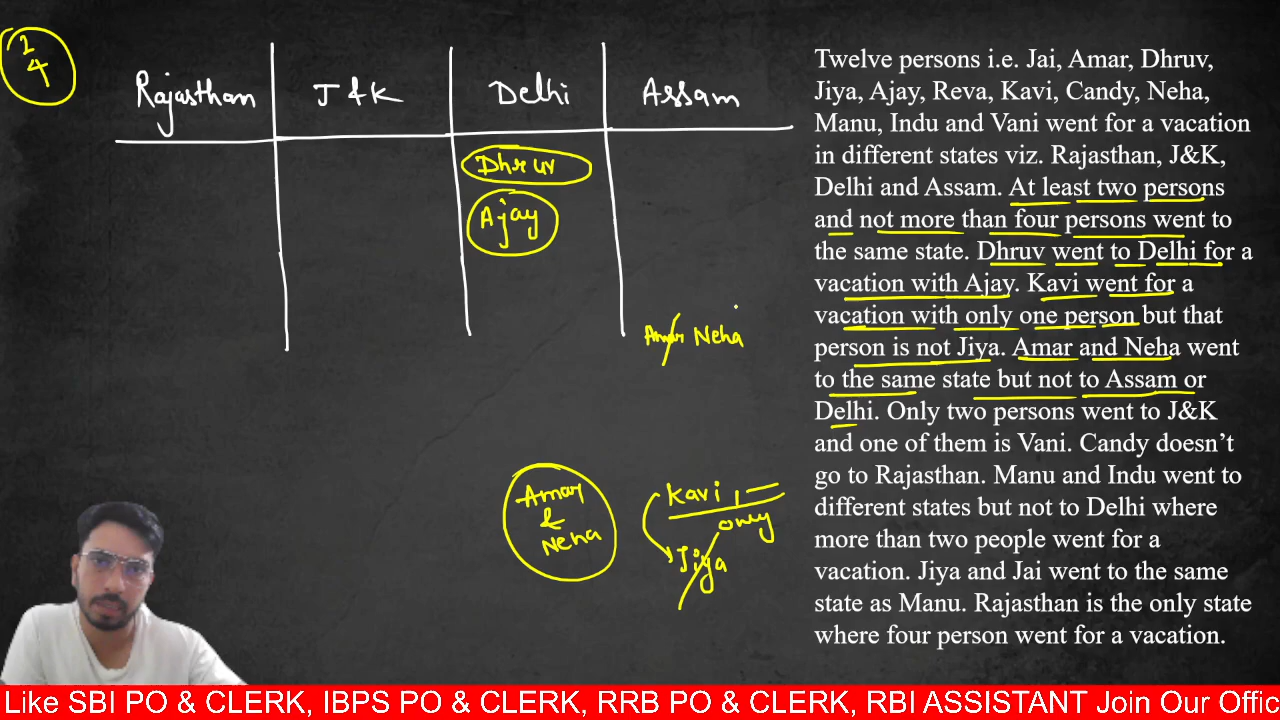 2
4
Rajasthan J &K Delhi Assam
Dhruv
Ajay
Amar Neha
Amar
&
Neha
Kavi 1
only
Jiya
Twelve persons i.e. Jai, Amar, Dhruv,
Jiya, Ajay, Reva, Kavi, Candy, Neha,
Manu, Indu and Vani went for a vacation
in different states viz. Rajasthan, J&K,
Delhi and Assam. At least two persons
and not more than four persons went to
the same state. Dhruv went to Delhi for a
vacation with Ajay. Kavi went for a
vacation with only one person but that
person is not Jiya. Amar and Neha went
to the same state but not to Assam or
Delhi. Only two persons went to J&K
and one of them is Vani. Candy doesn’t
go to Rajasthan. Manu and Indu went to
different states but not to Delhi where
more than two people went for a
vacation. Jiya and Jai went to the same
state as Manu. Rajasthan is the only state
where four person went for a vacation.
Like SBI PO & CLERK, IBPS PO & CLERK, RRB PO & CLERK, RBI ASSISTANT Join Our Offic